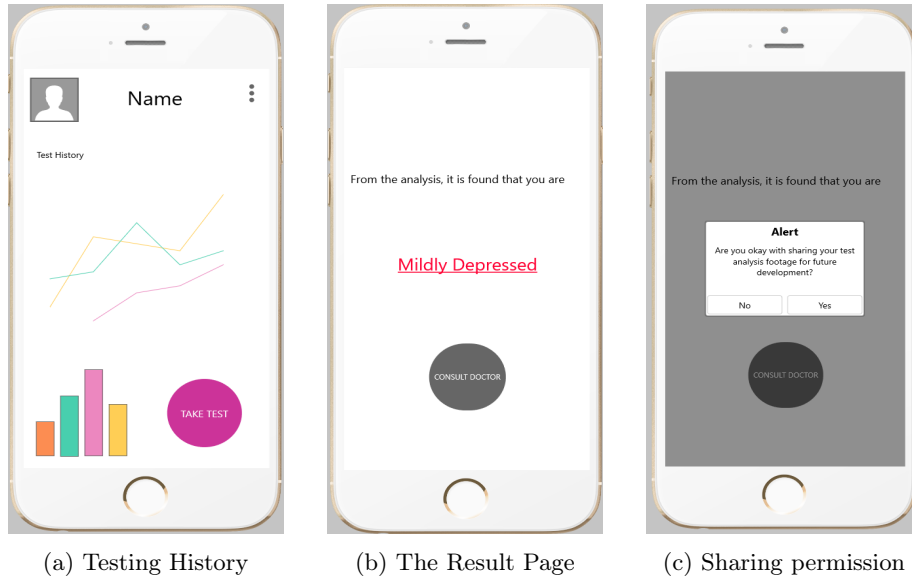 Name
Test History
TAKE TEST
From the analysis, it is found that you are
Mildly Depressed
CONSULT DOCTOR
From the analysis, it is found that you are
Alert
Are you okay with sharing your test
analysis footage for future
development?
No
Yes
CONSULT DOCTOR
(a) Testing History
(b) The Result Page
(c) Sharing permission